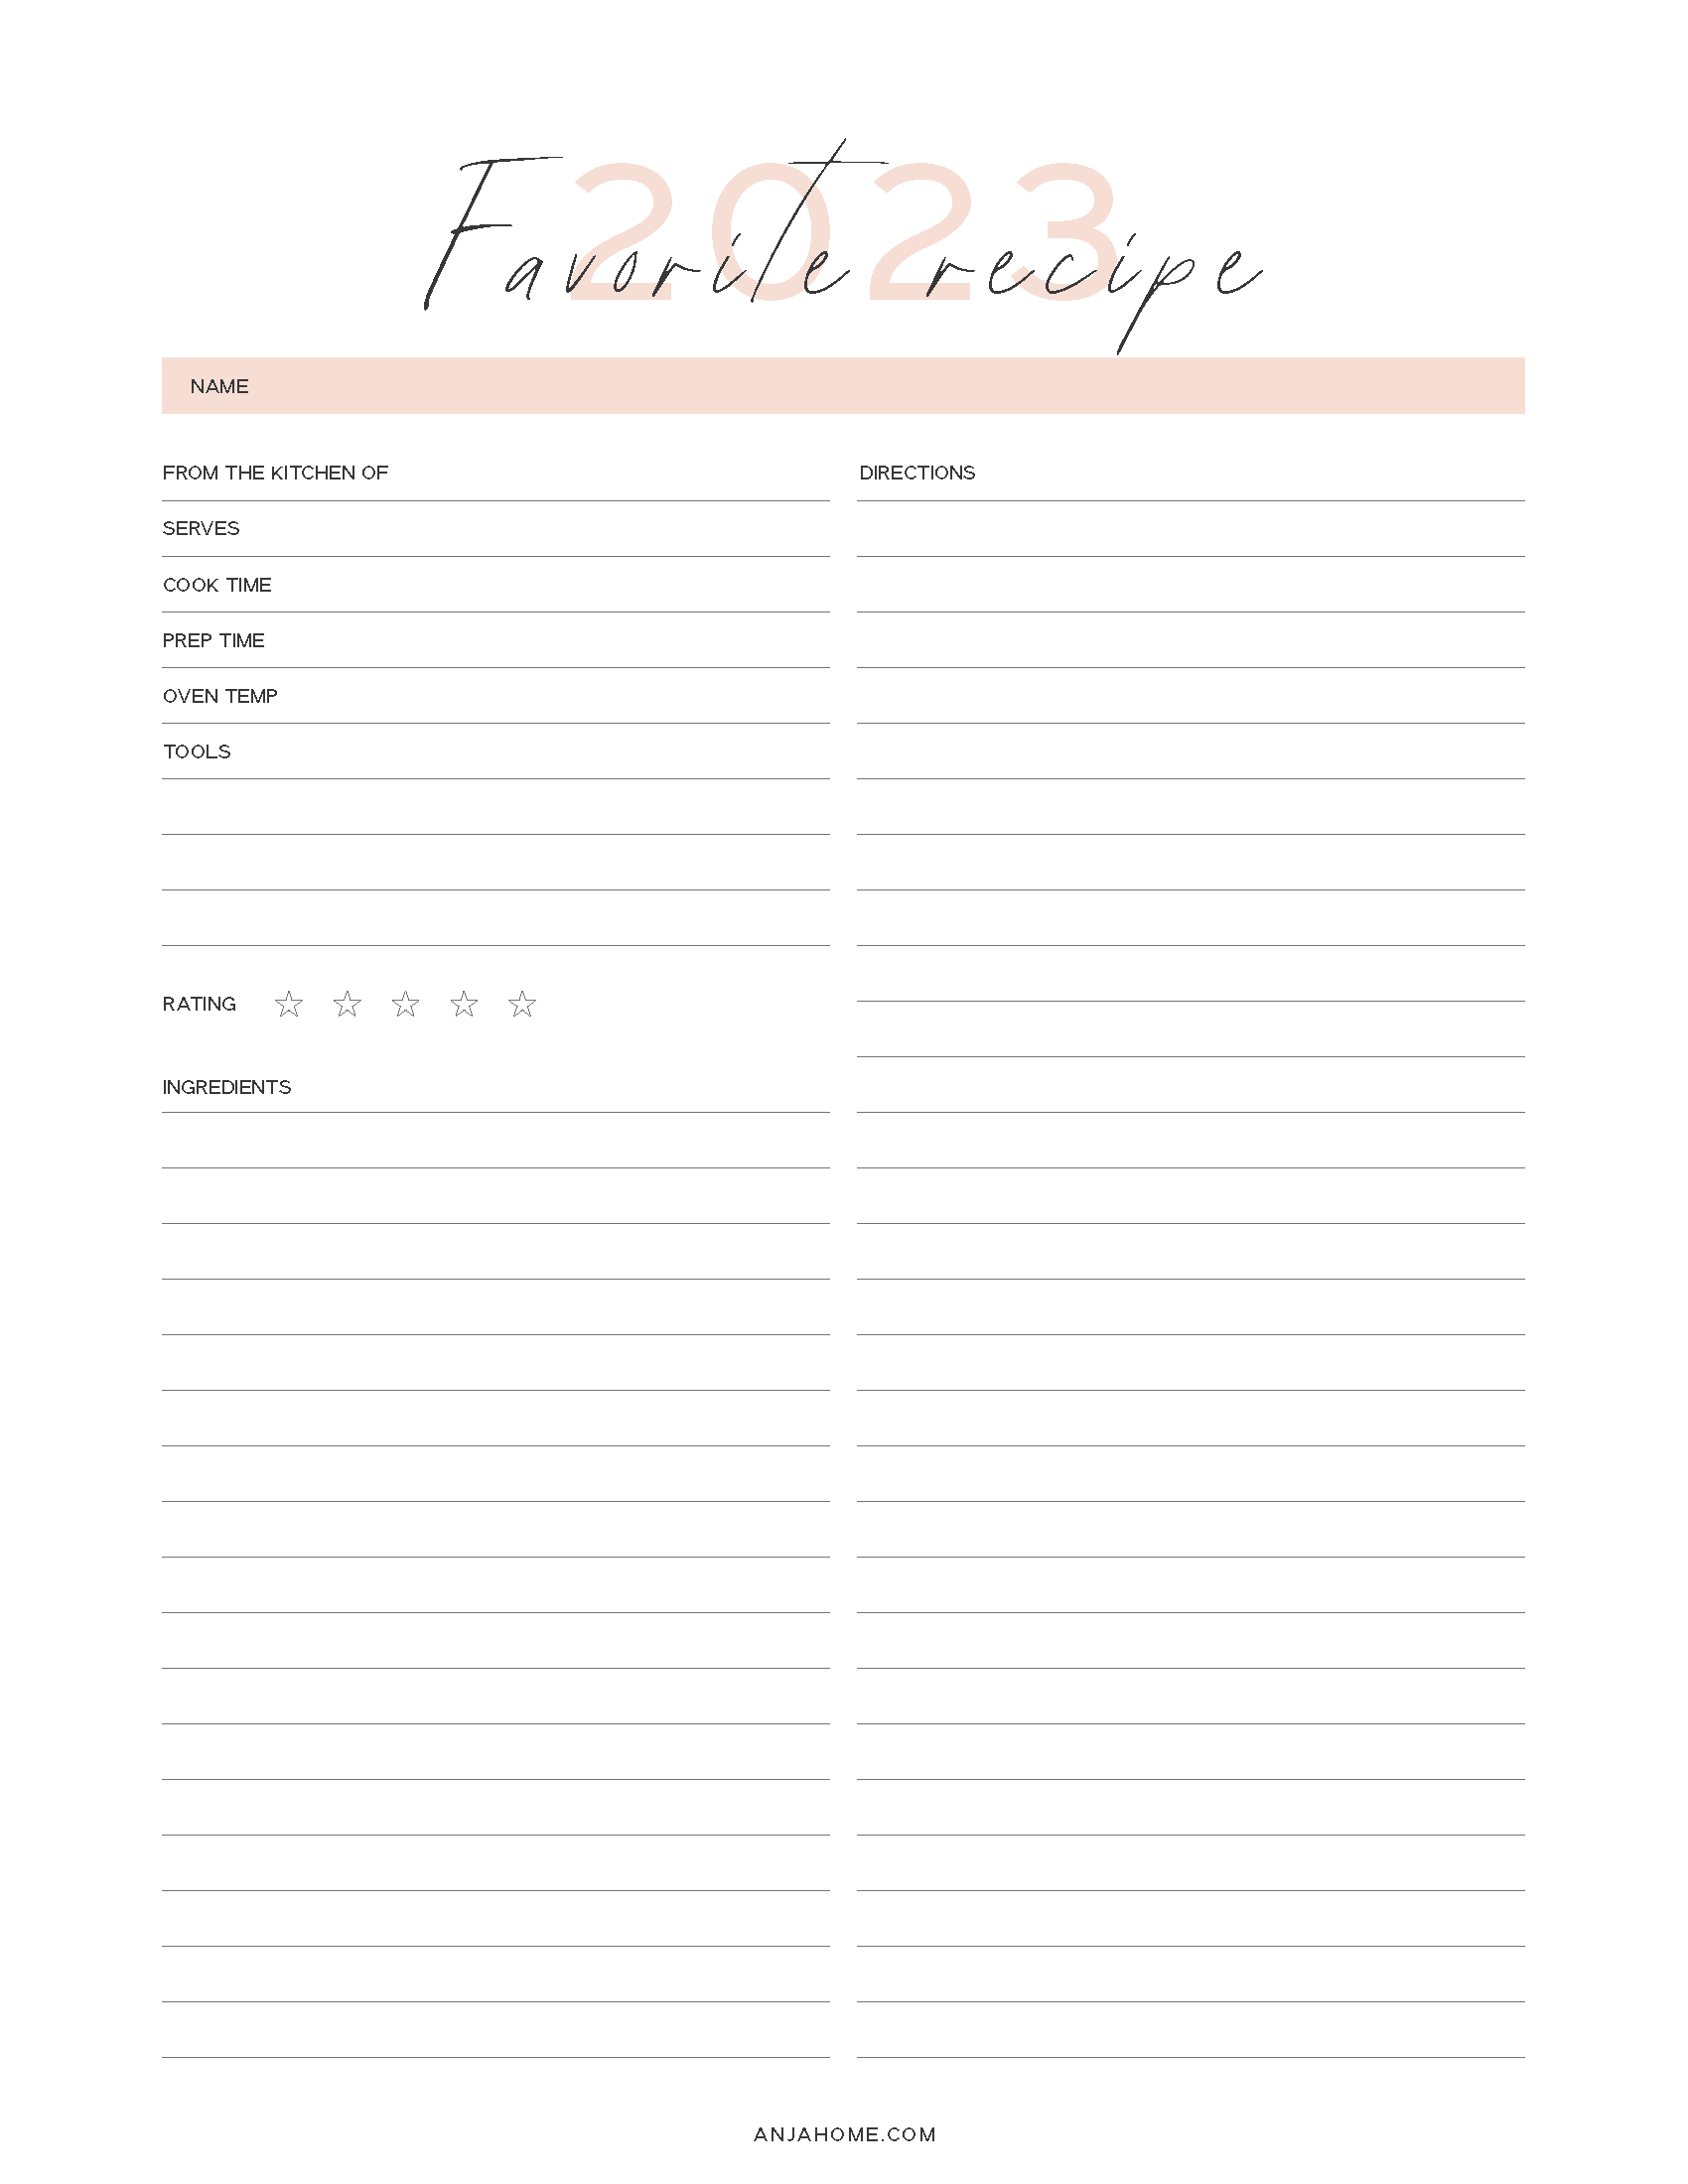 2023
Favorite recipe
NAME
FROM THE KITCHEN OF
SERVES
COOK TIME
PREP TIME
OVEN TEMP
TOOLS
RATING
INGREDIENTS
DIRECTIONS
ANJAHOME.COM